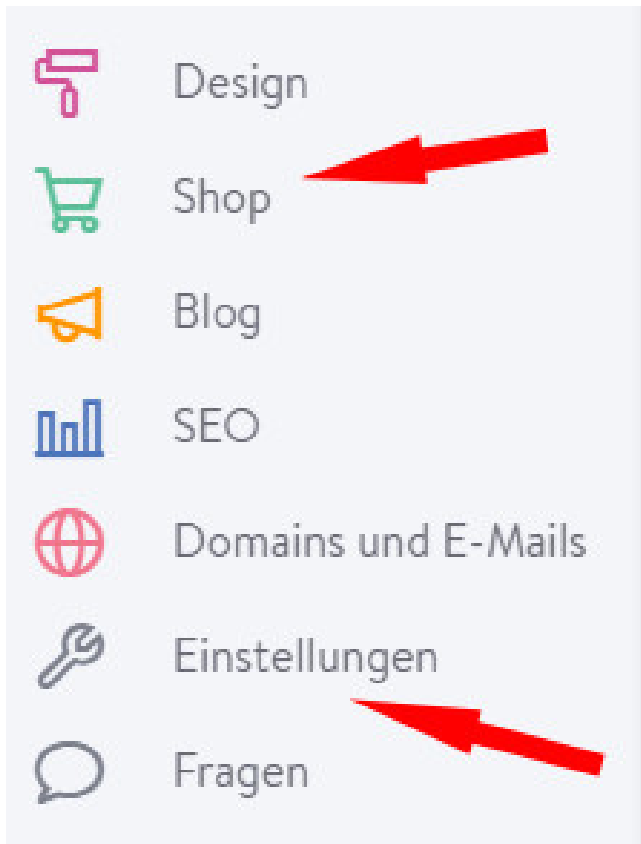 Design
Shop
Blog
SEO
Domains und E-Mails
Einstellungen
Fragen